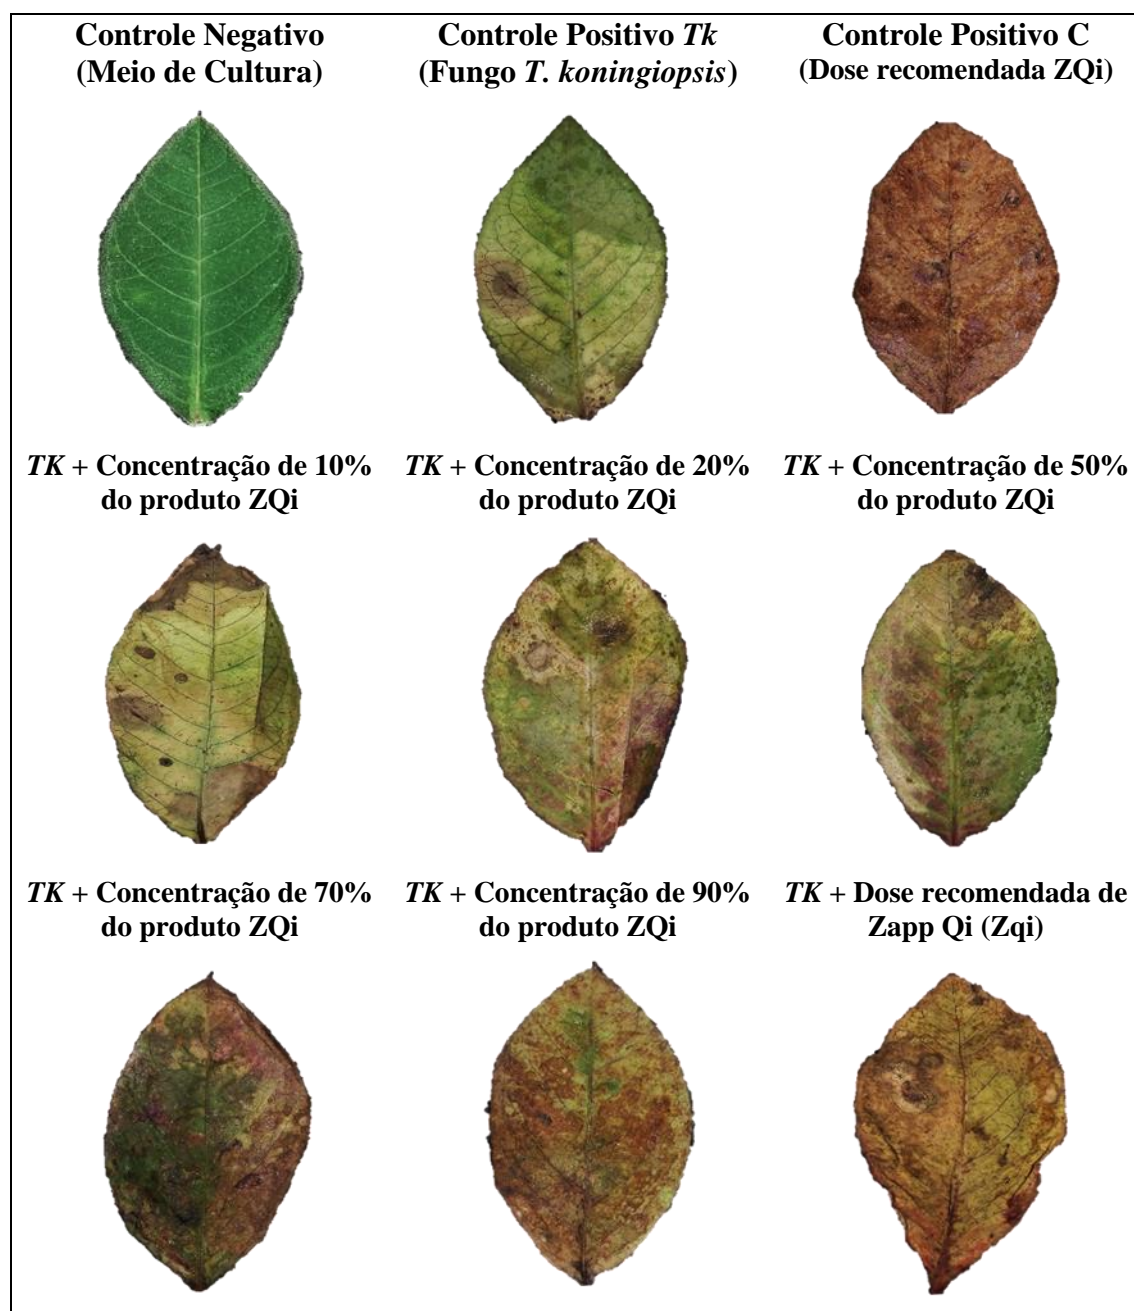 Controle Negativo
(Meio de Cultura)
Controle Positivo Tk
(Fungo T. koningiopsis)
Controle Positivo C
(Dose recomendada ZQi)
TK + Concentração de 10%
do produto ZQi
TK + Concentração de 20%
do produto ZQi
TK + Concentração de 50%
do produto ZQi
TK + Concentração de 70%
do produto ZQi
TK + Concentração de 90%
do produto ZQi
TK + Dose recomendada de
Zapp Qi (Zqi)